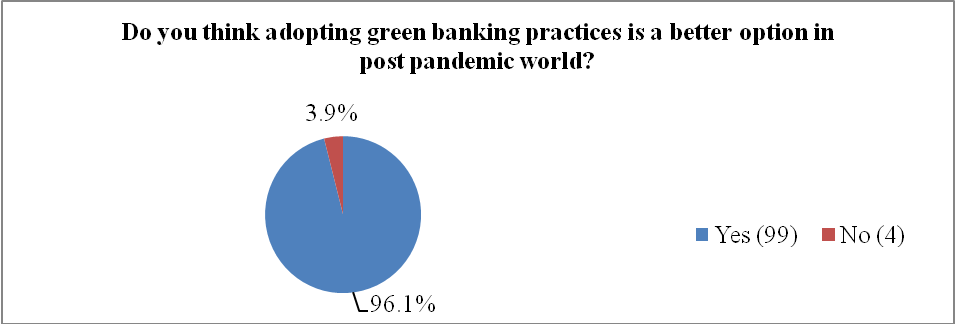 Do you think adopting green banking practices is a better option in
post pandemic world?
3.9%
96.1%
Yes (99)
No (4)